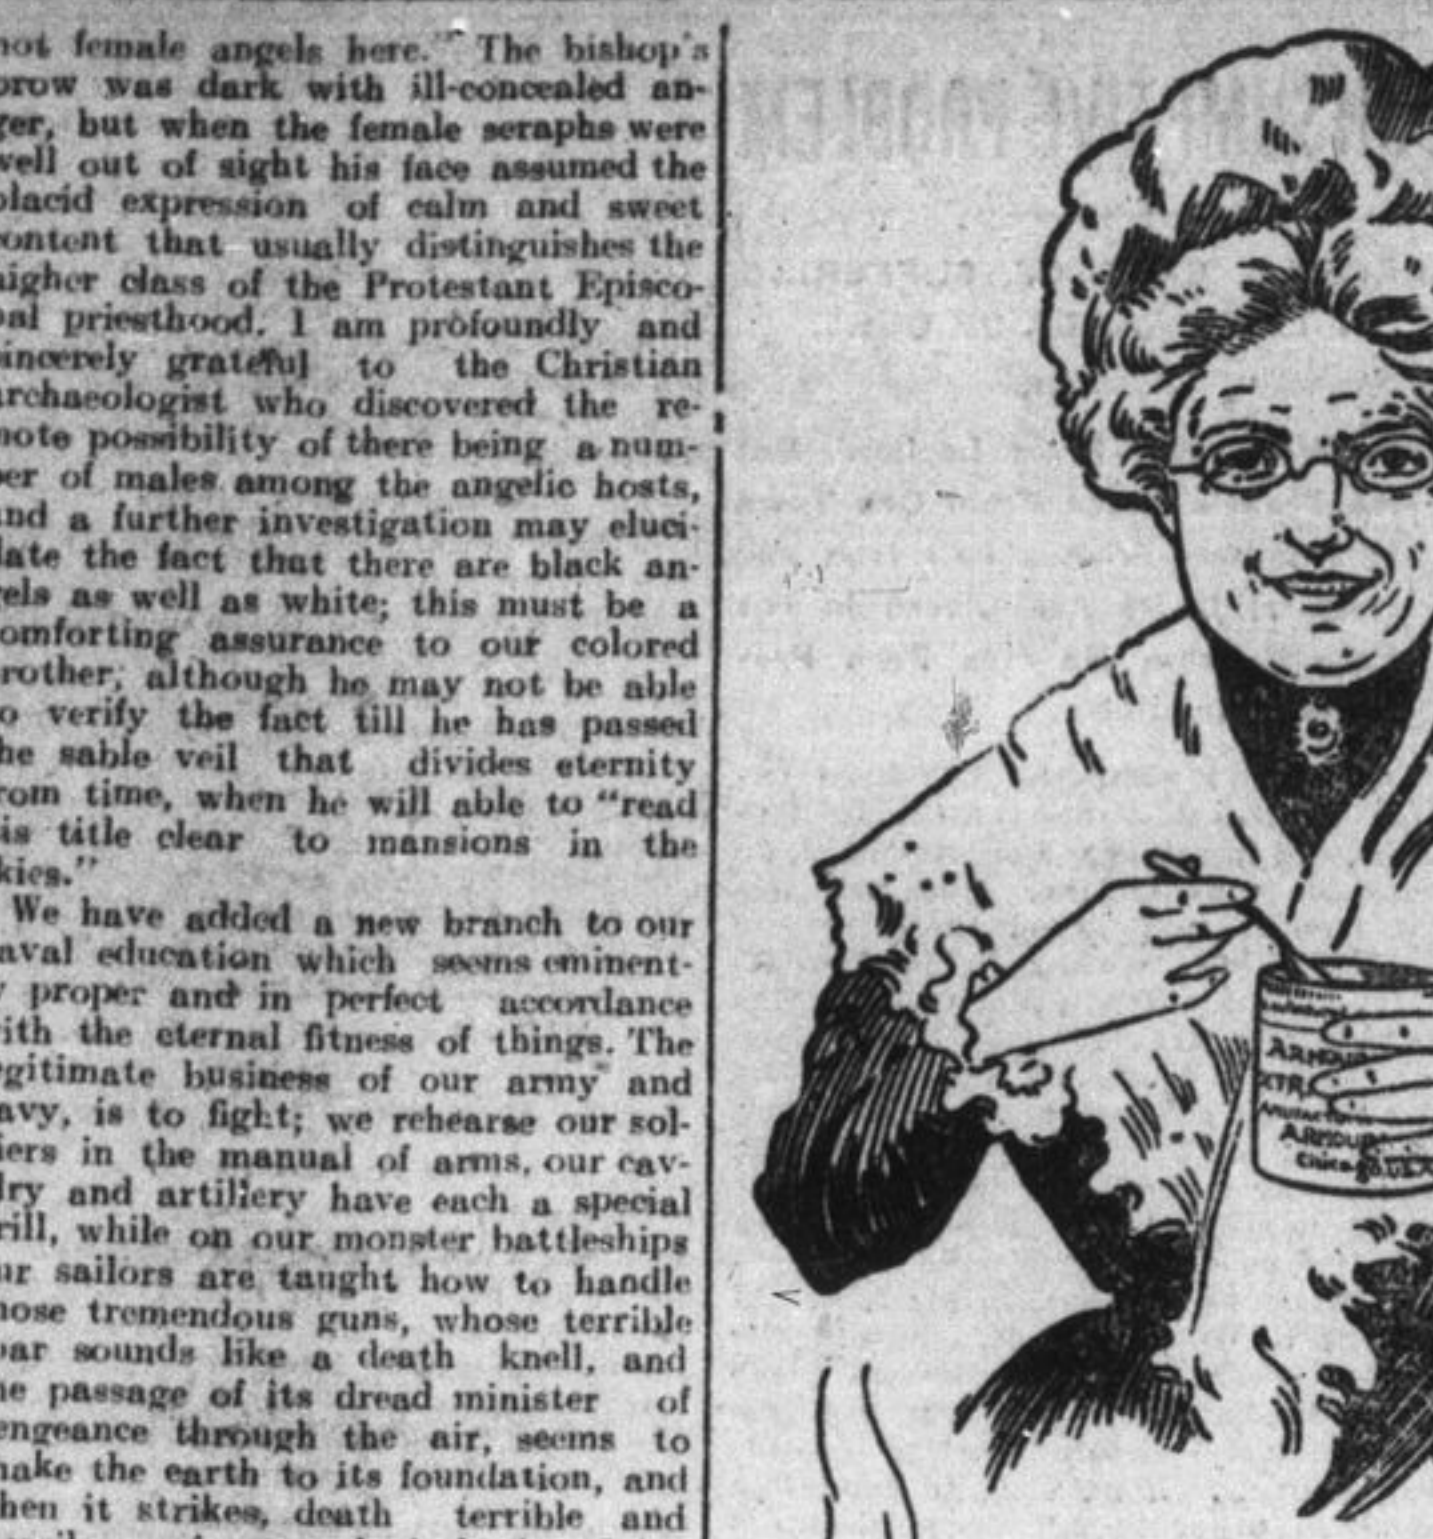 not female angels here." The bishop's
brow was dark with ill-concealed an-
ger, but when the female seraphs were
well out of sight his face assumed the
placid expression of calm and sweet
content that usually distinguishes the
higher class of the Protestant Episco-
pal priesthood. I am profoundly and
sincerely grateful to the Christian
archaeologist who discovered the re-
mote possibility of there being a num-
ber of males among the angelic hosts,
and a further investigation may eluci-
date the fact that there are black an-
gels as well as white; this must be a
comforting assurance to our colored
brother, although he may not be able
to verify the fact till he has passed
the sable veil that divides eternity
from time, when he will able to "read
his title clear to mansions in the
skies."
We have added a new branch to our
naval education which seems eminent-
ly proper and in perfect accordance
with the eternal fitness of things. The
legitimate business of our army and
navy, is to fight; we rehearse our sol-
diers in the manual of arms, our cav-
alry and artillery have each a special
drill, while on our monster battleships
our sailors are taught how to handle
those tremendous guns, whose terrible
roar sounds like a death knell, and
the passage of its dread minister of
vengeance through the air, seems to
shake the earth to its foundation, and
when it strikes, death terrible and
ARMOUR
XTRA
ARMOUR
Chicago U.S.A